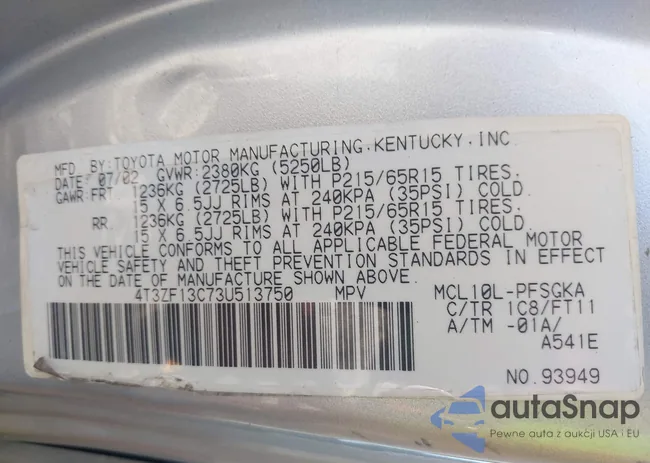 MFD. BY: TOYOTA MOTOR MANUFACTURING, KENTUCKY, INC.
DATE: 07/02 GVWR: 2380KG (5250LB)
GAWR: FRT. 1236KG (2725LB) WITH P215/65R15 TIRES.
15 X 6.5JJ RIMS AT 240KPA (35PSI) COLD.
RR. 1236KG (2725LB) WITH P215/65R15 TIRES.
15 X 6.5JJ RIMS AT 240KPA (35PSI) COLD.
THIS VEHICLE CONFORMS TO ALL APPLICABLE FEDERAL MOTOR
VEHICLE SAFETY AND THEFT PREVENTION STANDARDS IN EFFECT
ON THE DATE OF MANUFACTURE SHOWN ABOVE.
4T3ZF13C73U513750 MPV MCL10L-PFSGKA
C/TR 1C8/FT11
A/TM -01A/
A541E
NO. 93949
autaSnap
Pewne auta z aukcji USA i EU